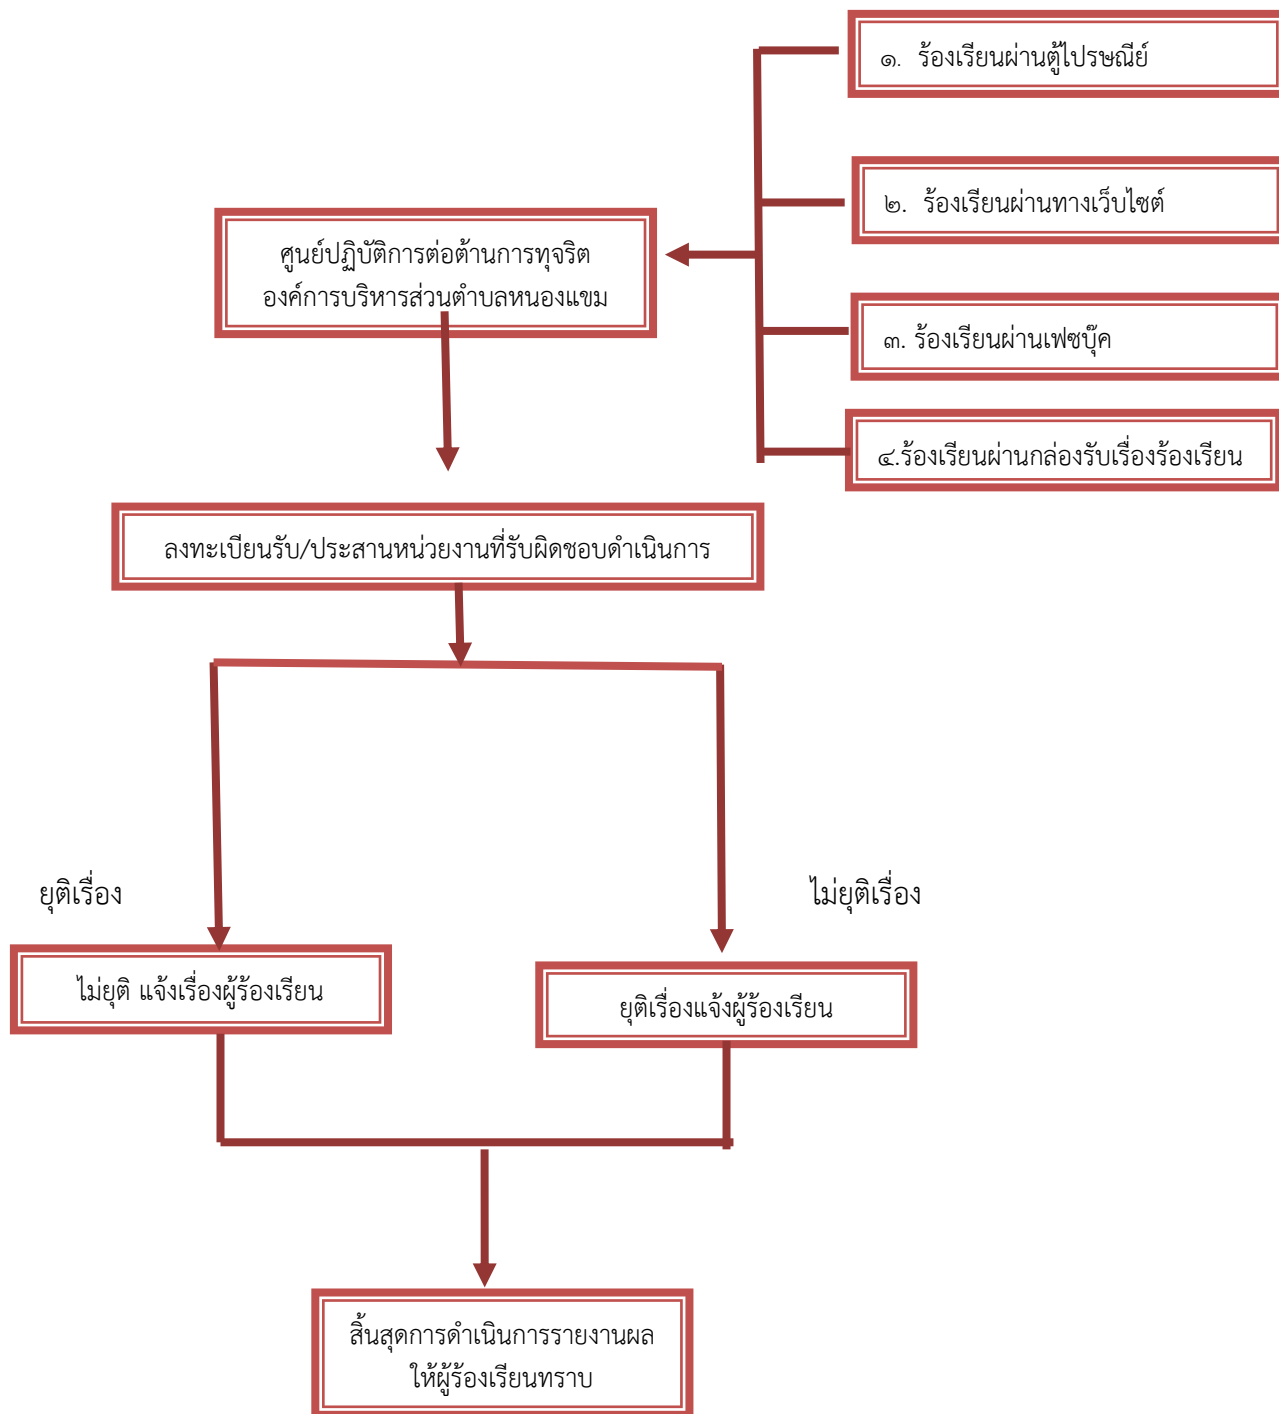 ๑. ร้องเรียนผ่านตู้ไปรษณีย์
๒. ร้องเรียนผ่านทางเว็บไซต์
ศูนย์ปฏิบัติการต่อต้านการทุจริต
องค์การบริหารส่วนตำบลหนองแขม
๓. ร้องเรียนผ่านเฟซบุ๊ค
๔.ร้องเรียนผ่านกล่องรับเรื่องร้องเรียน
ลงทะเบียนรับ/ประสานหน่วยงานที่รับผิดชอบดำเนินการ
ยุติเรื่อง
ไม่ยุติเรื่อง
ไม่ยุติ แจ้งเรื่องผู้ร้องเรียน
ยุติเรื่องแจ้งผู้ร้องเรียน
สิ้นสุดการดำเนินการรายงานผล
ให้ผู้ร้องเรียนทราบ